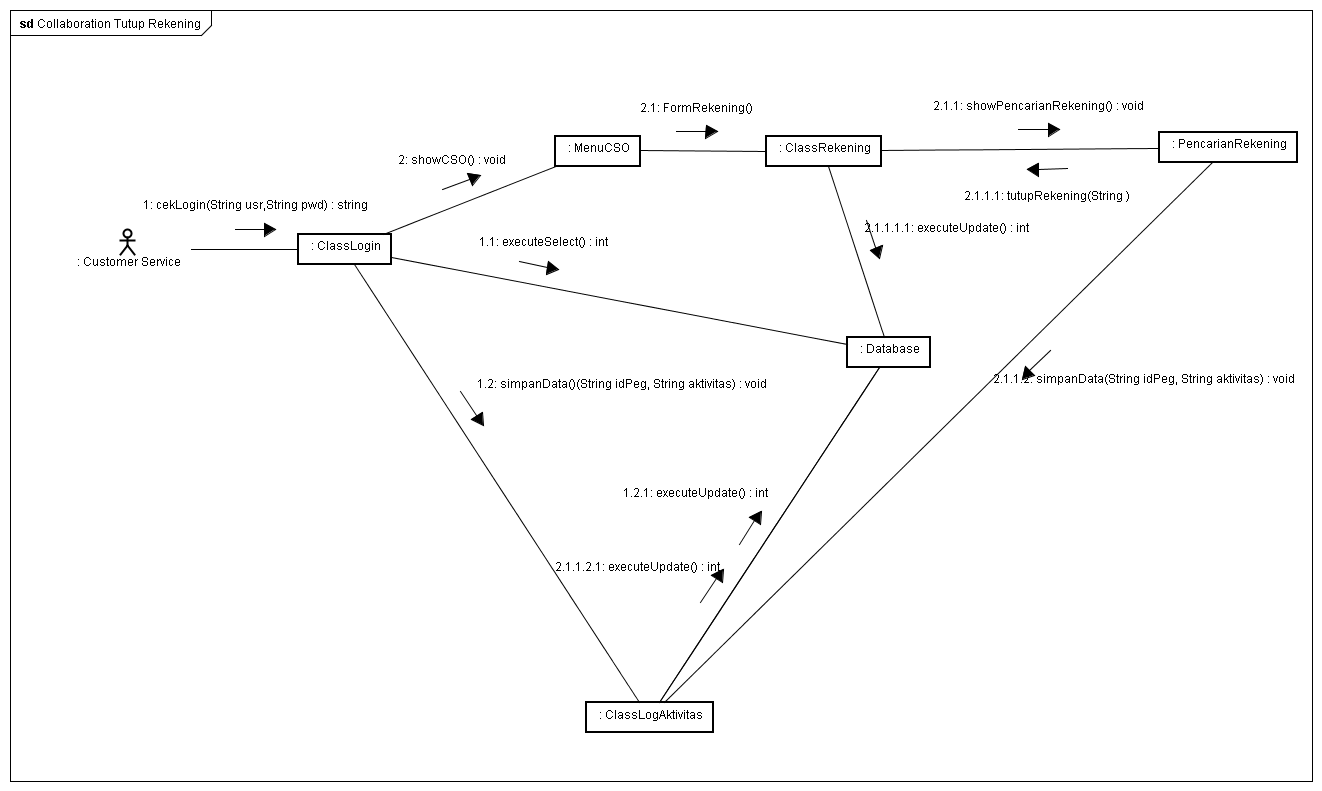 sd Collaboration Tutup Rekening
2.1: FormRekening()
2.1.1: showPencarianRekening() : void
: MenuCSO
: ClassRekening
: PencarianRekening
2: showCSO() : void
2.1.1.1: tutupRekening(String )
1: cekLogin(String usr,String pwd) : string
2.1.1.1.1: executeUpdate() : int
: ClassLogin
1.1: executeSelect() : int
: Customer Service
: Database
1.2: simpanData()(String idPeg, String aktivitas) : void
2.1.1.2: simpanData(String idPeg, String aktivitas) : void
1.2.1: executeUpdate() : int
2.1.1.2.1: executeUpdate() : int
: ClassLogAktivitas